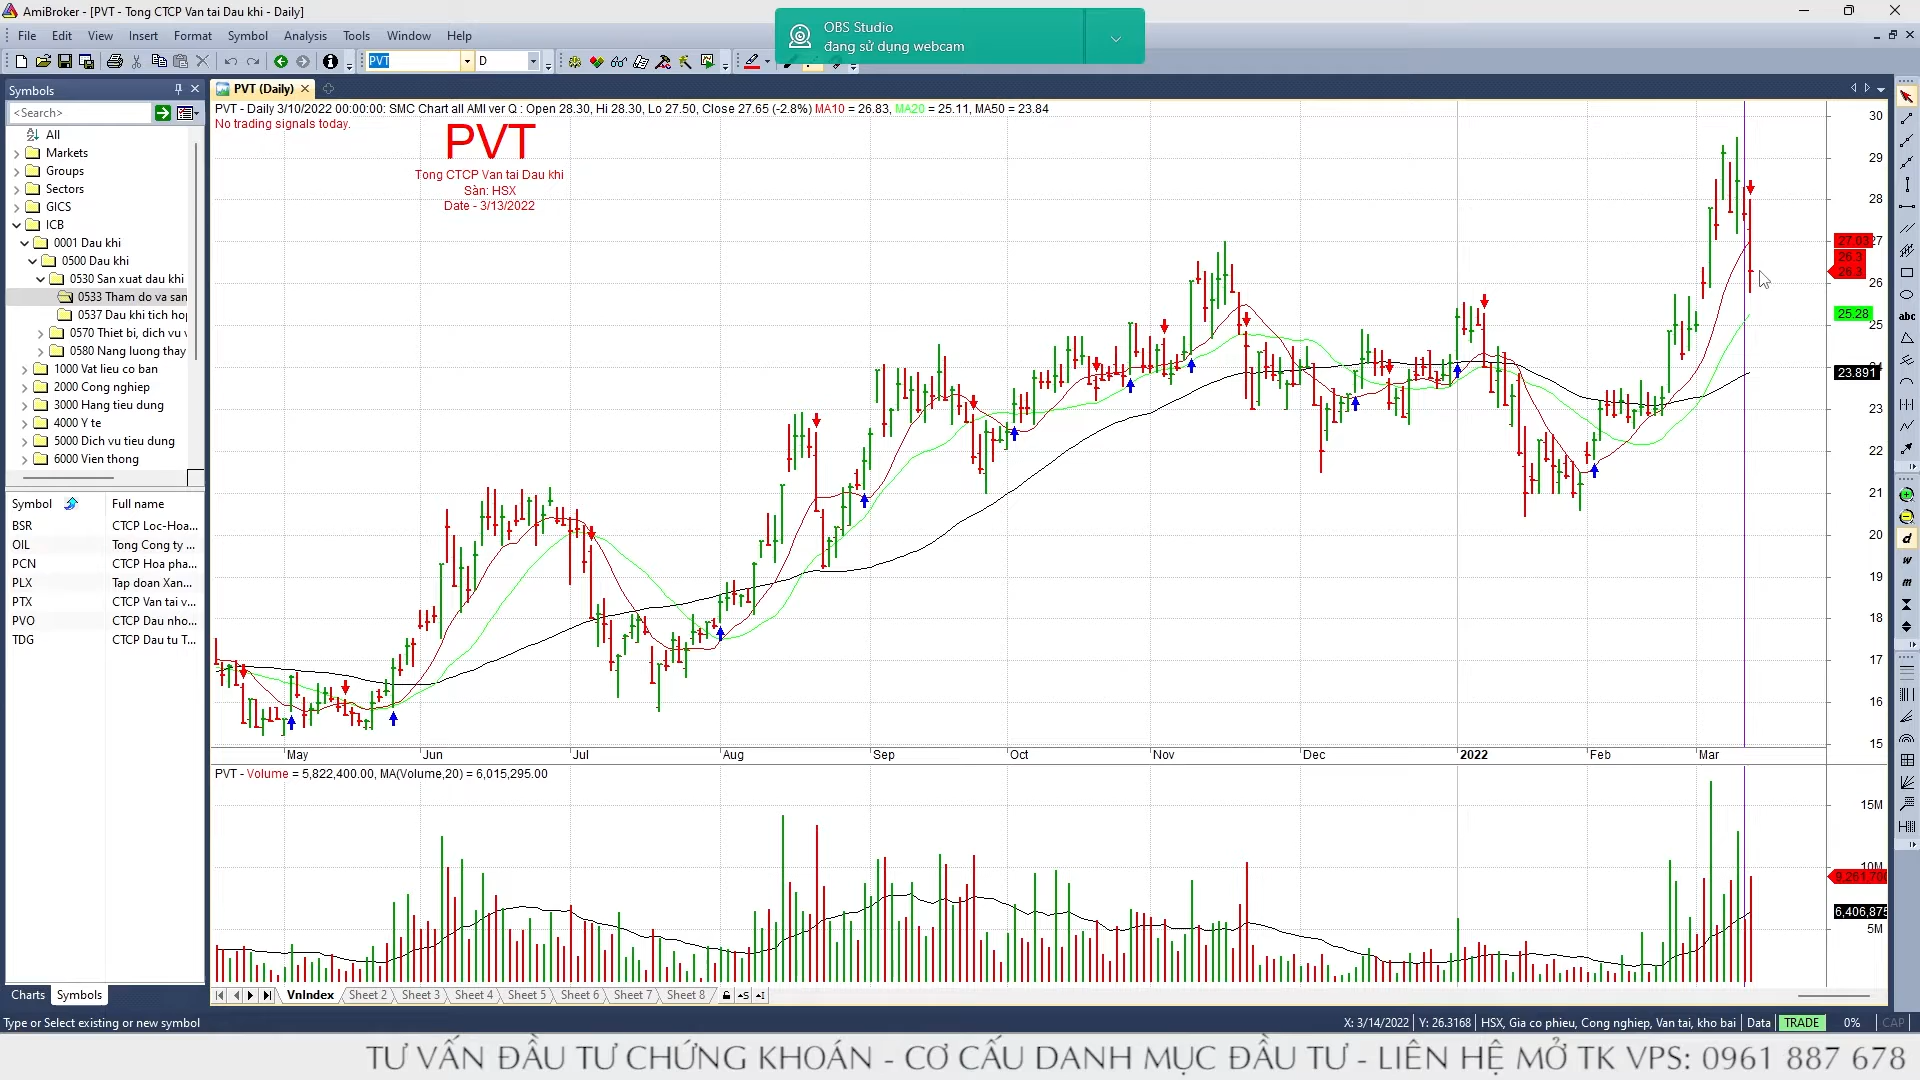 AmiBroker - [PVT - Tong CTCP Van tai Dau khi - Daily]
OBS Studio
đang sử dụng webcam
File Edit View Insert Format Symbol Analysis Tools Window Help
PVT
D
Symbols
PVT (Daily)
<Search>
PVT - Daily 3/10/2022 00:00:00: SMC Chart all AMI ver Q : Open 28.30, Hi 28.30, Lo 27.50, Close 27.65 (-2.8%) MA10 = 26.83, MA20 = 25.11, MA50 = 23.84
No trading signals today.
PVT
Tong CTCP Van tai Dau khi
Sàn: HSX
Date - 3/13/2022
All
Markets
Groups
Sectors
GICS
ICB
0001 Dau khi
0500 Dau khi
0530 San xuat dau khi
0533 Tham do va san
0537 Dau khi tich hop
0570 Thiet bi, dich vu v
0580 Nang luong thay
1000 Vat lieu co ban
2000 Cong nghiep
3000 Hang tieu dung
4000 Y te
5000 Dich vu tieu dung
6000 Vien thong
Symbol Full name
BSR CTCP Loc-Hoa...
OIL Tong Cong ty ...
PCN CTCP Hoa pha...
PLX Tap doan Xan...
PTX CTCP Van tai v...
PVO CTCP Dau nho...
TDG CTCP Dau tu T...
30
29
28
27.03 27
26.3
26.3
26
25.28
25
24
23.891
23
22
21
20
19
18
17
16
15
May Jun Jul Aug Sep Oct Nov Dec 2022 Feb Mar
PVT - Volume = 5,822,400.00, MA(Volume,20) = 6,015,295.00
15M
10M
9,261,700
6,406,875
5M
abc
d
w
m
Charts Symbols
VnIndex Sheet 2 Sheet 3 Sheet 4 Sheet 5 Sheet 6 Sheet 7 Sheet 8
Type or Select existing or new symbol
X: 3/14/2022 Y: 26.3168 HSX, Gia co phieu, Cong nghiep, Van tai, kho bai Data TRADE 0% CAP
TƯ VẤN ĐẦU TƯ CHỨNG KHOÁN - CƠ CẤU DANH MỤC ĐẦU TƯ - LIÊN HỆ MỞ TK VPS: 0961 887 678